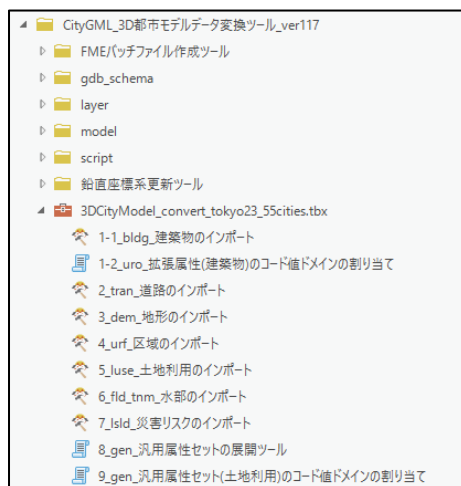 CityGML_3D都市モデルデータ変換ツール_ver117
FMEバッチファイル作成ツール
gdb_schema
layer
model
script
鉛直座標系更新ツール
3DCityModel_convert_tokyo23_55cities.tbx
1-1_bldg_建築物のインポート
1-2_uro_拡張属性(建築物)のコード値ドメインの割り当て
2_tran_道路のインポート
3_dem_地形のインポート
4_urf_区域のインポート
5_luse_土地利用のインポート
6_fld_tnm_水部のインポート
7_lsld_災害リスクのインポート
8_gen_汎用属性セットの展開ツール
9_gen_汎用属性セット(土地利用)のコード値ドメインの割り当て